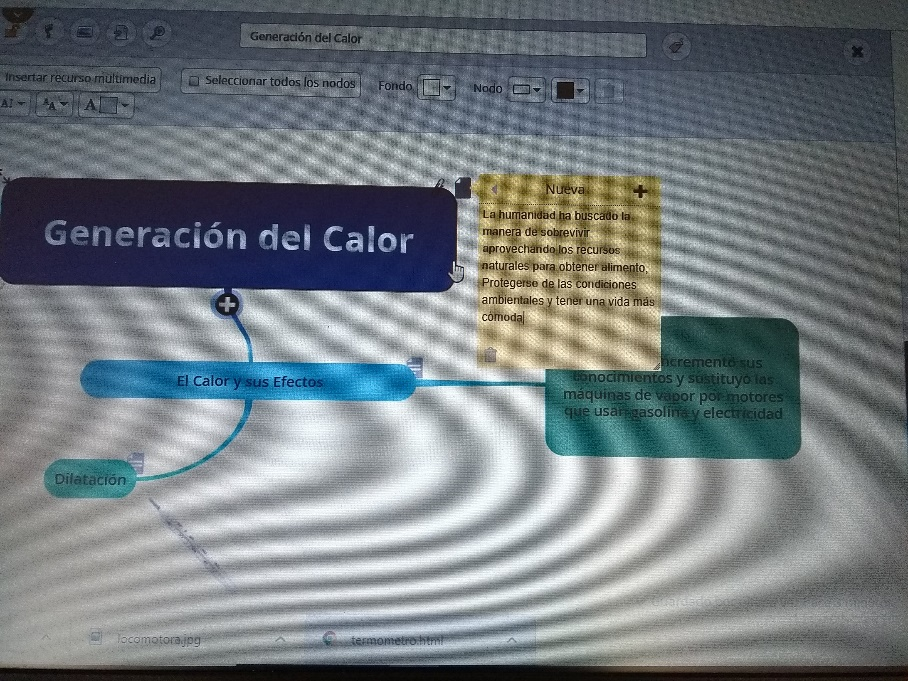 Generación del Calor
Insertar recurso multimedia
Seleccionar todos los nodos
Fondo
Nodo
A
Generación del Calor
Nueva
La humanidad ha buscado la
manera de sobrevivir
aprovechando los recursos
naturales para obtener alimento,
Protegerse de las condiciones
ambientales y tener una vida más
cómoda
El Calor y sus Efectos
incrementó sus
conocimientos y sustituyó las
máquinas de vapor por motores
que usan gasolina y electricidad
Dilatación
locomotora.jpg
termometro.html